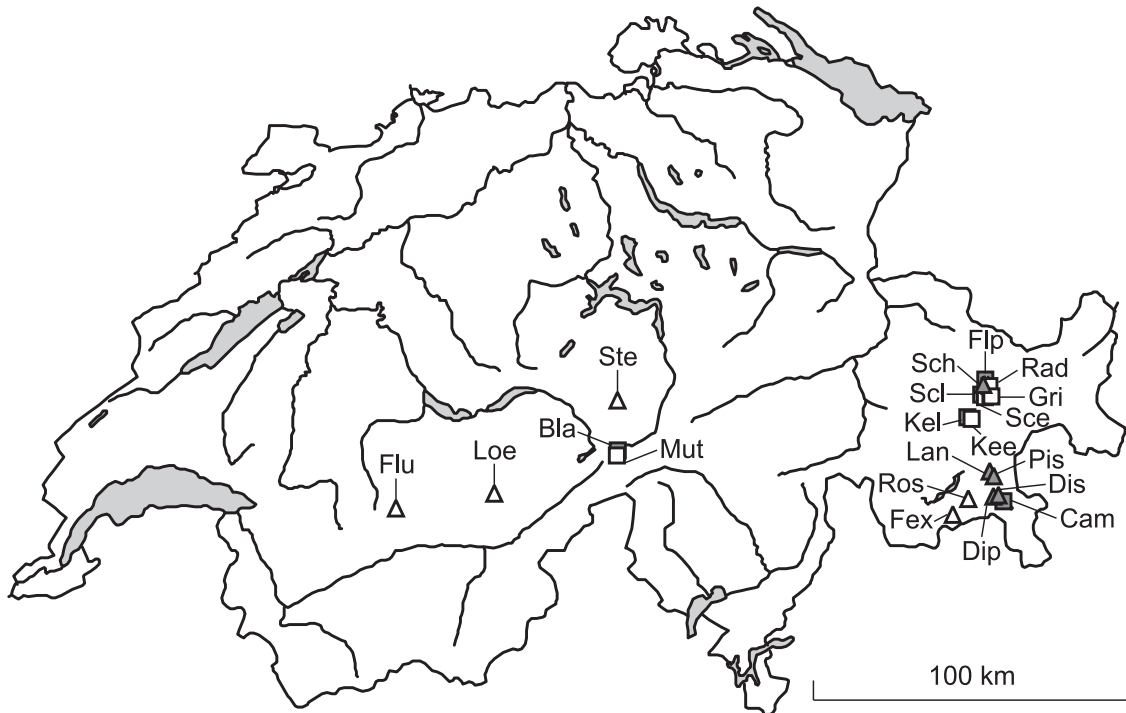 Flp
Sch
Rad
Ste
Scl
Gri
Sce
Kel
Bla
Kee
Mut
Loe
Lan
Pis
Flu
Ros
Dis
Fex
Cam
Dip
100 km